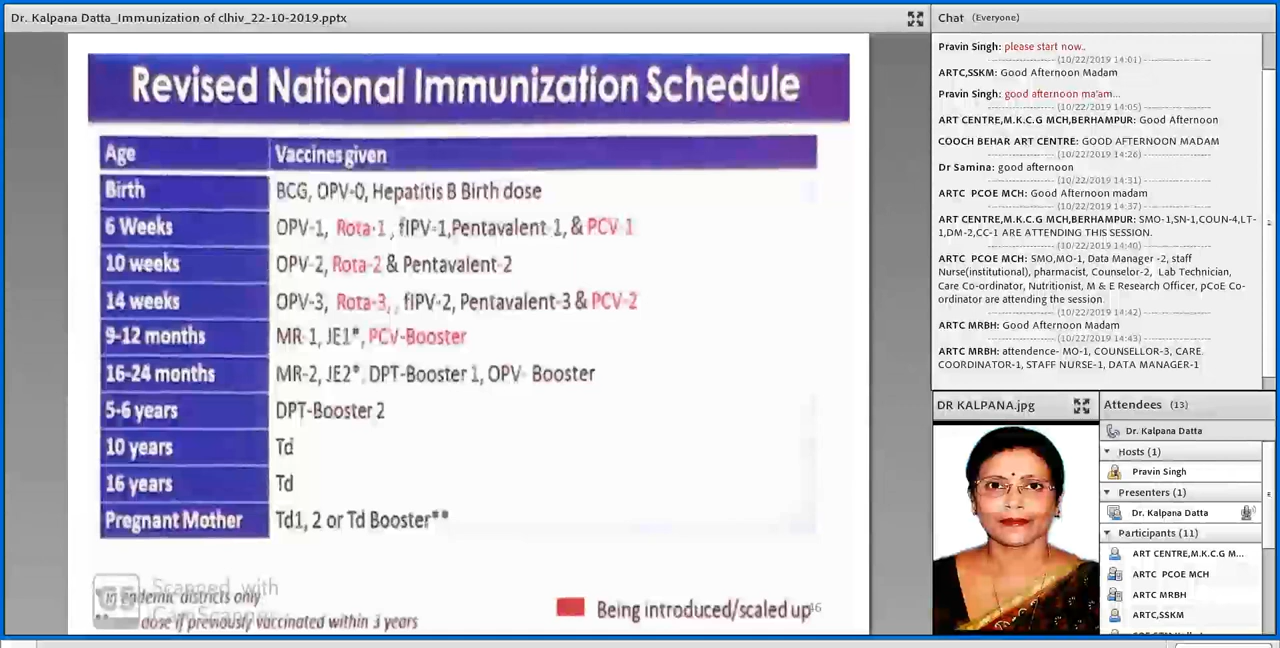 Dr. Kalpana Datta_Immunization of clhiv_22-10-2019.pptx
Revised National Immunization Schedule
Age Vaccines given
Birth BCG, OPV-0, Hepatitis B Birth dose
6 Weeks OPV-1, Rota-1 , fIPV-1,Pentavalent-1, & PCV-1
10 weeks OPV-2, Rota-2 & Pentavalent-2
14 weeks OPV-3, Rota-3, , fIPV-2, Pentavalent-3 & PCV-2
9-12 months MR-1, JE1*, PCV-Booster
16-24 months MR-2, JE2*, DPT-Booster 1, OPV- Booster
5-6 years DPT-Booster 2
10 years Td
16 years Td
Pregnant Mother Td1, 2 or Td Booster**
Scanned with
endemic districts only
dose if previously vaccinated within 3 years
Being introduced/scaled up
46
Chat (Everyone)
Pravin Singh: please start now..
(10/22/2019 14:01)
ARTC,SSKM: Good Afternoon Madam
Pravin Singh: good afternoon ma'am...
(10/22/2019 14:05)
ART CENTRE,M.K.C.G MCH,BERHAMPUR: Good Afternoon
COOCH BEHAR ART CENTRE: GOOD AFTERNOON MADAM
(10/22/2019 14:26)
Dr Samina: good afternoon
(10/22/2019 14:31)
ARTC PCOE MCH: Good Afternoon madam
(10/22/2019 14:37)
ART CENTRE,M.K.C.G MCH,BERHAMPUR: SMO-1,SN-1,COUN-4,LT-
1,DM-2,CC-1 ARE ATTENDING THIS SESSION.
(10/22/2019 14:40)
ARTC PCOE MCH: SMO,MO-1, Data Manager -2, staff
Nurse(institutional), pharmacist, Counselor-2, Lab Technician,
Care Co-ordinator, Nutritionist, M & E Research Officer, pCoE Co-
ordinator are attending the session
(10/22/2019 14:42)
ARTC MRBH: Good Afternoon Madam
(10/22/2019 14:43)
ARTC MRBH: attendence- MO-1, COUNSELLOR-3, CARE
COORDINATOR-1, STAFF NURSE-1, DATA MANAGER-1
DR KALPANA.jpg
Attendees (13)
Dr. Kalpana Datta
Hosts (1)
Pravin Singh
Presenters (1)
Dr. Kalpana Datta
Participants (11)
ART CENTRE,M.K.C.G M...
ARTC PCOE MCH
ARTC MRBH
ARTC,SSKM